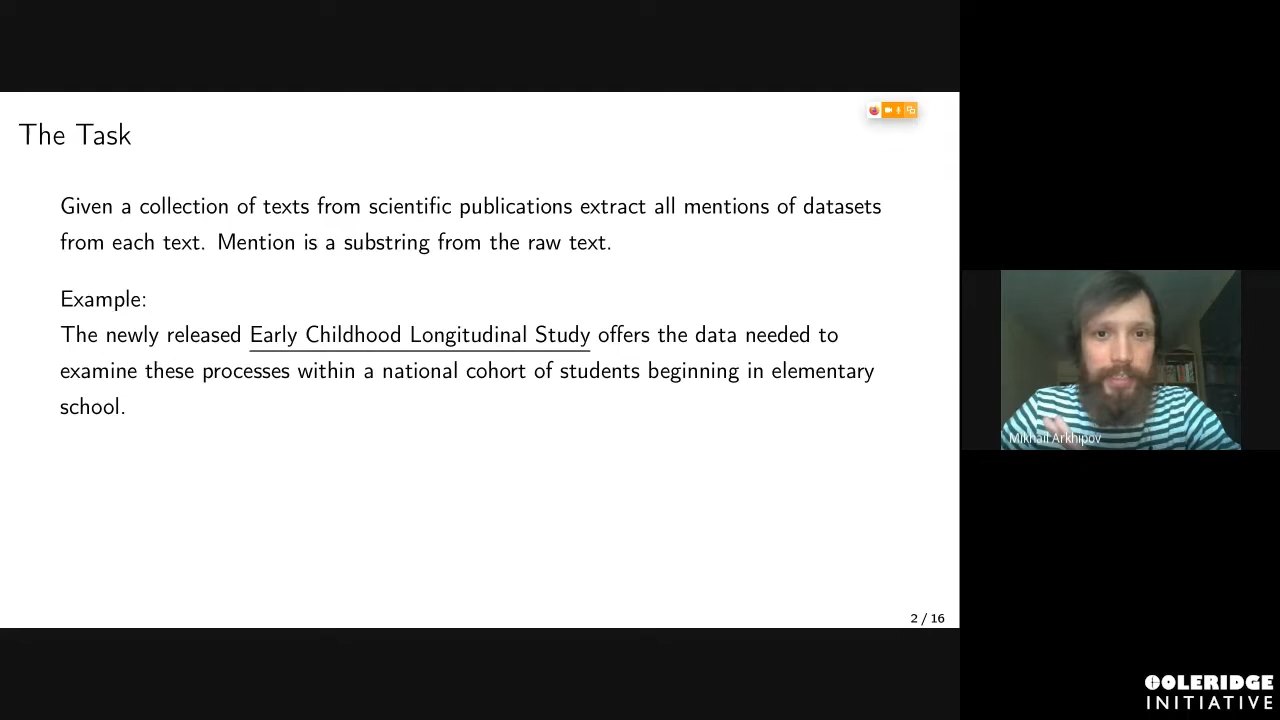 The Task
Given a collection of texts from scientific publications extract all mentions of datasets
from each text. Mention is a substring from the raw text.
Example:
The newly released Early Childhood Longitudinal Study offers the data needed to
examine these processes within a national cohort of students beginning in elementary
school.
2 / 16
Mikhail Arkhipov
COLERIDGE
INITIATIVE